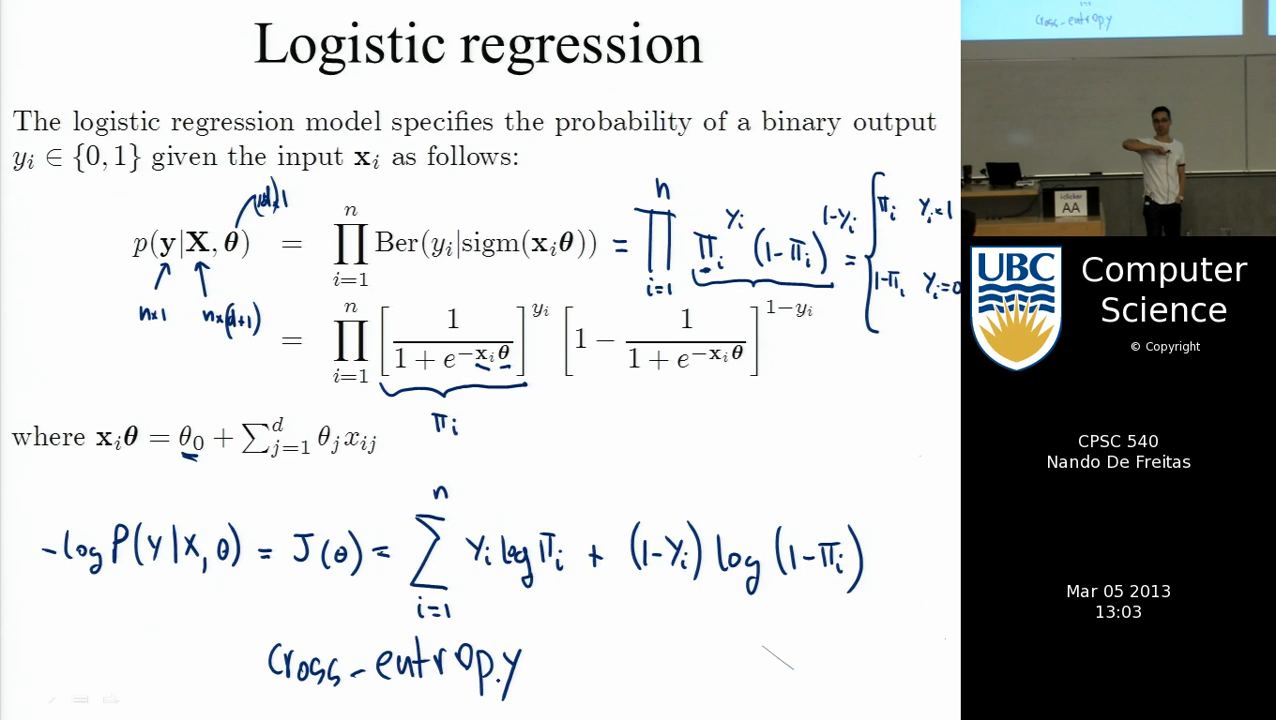 Logistic regression
The logistic regression model specifies the probability of a binary output
yᵢ ∈ {0, 1} given the input xᵢ as follows:
(d+1)×1
p(y|X, θ) = ∏ᵢ₌₁ⁿ Ber(yᵢ|sigm(xᵢθ)) = ∏ᵢ₌₁ⁿ πᵢ^yᵢ (1-πᵢ)^(1-yᵢ) = { πᵢ yᵢ=1
1-πᵢ yᵢ=0
n×1 n×(d+1)
= ∏ᵢ₌₁ⁿ [1 / (1 + e^(−xᵢθ))]^yᵢ [1 − 1 / (1 + e^(−xᵢθ))]^(1−yᵢ)
πᵢ
where xᵢθ = θ₀ + ∑ⱼ₌₁ᵈ θⱼxᵢⱼ
-log P(y|X, θ) = J(θ) = ∑ᵢ₌₁ⁿ yᵢ log πᵢ + (1-yᵢ) log (1-πᵢ)
cross-entropy
cross-entropy
iclicker
AA
UBC
Computer
Science
© Copyright
CPSC 540
Nando De Freitas
Mar 05 2013
13:03